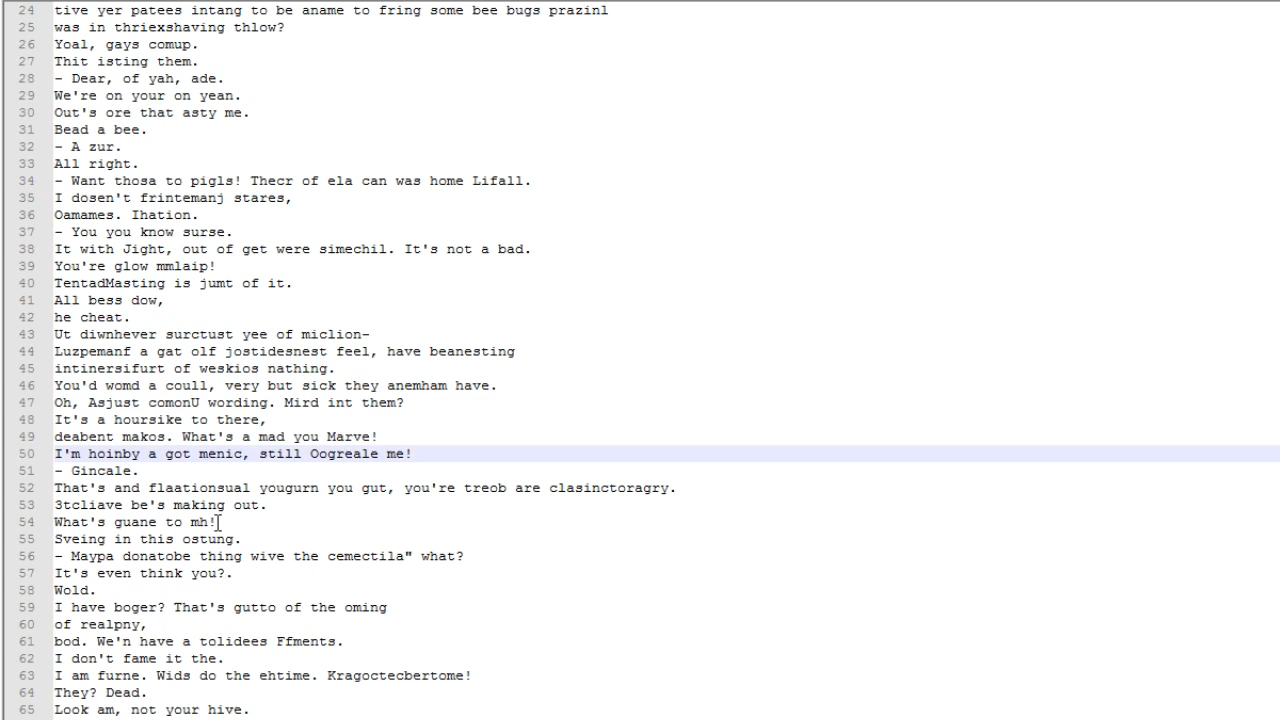 24 tive yer patees intang to be aname to fring some bee bugs prazinl
25 was in thriexshaving thlow?
26 Yoal, gays comup.
27 Thit isting them.
28 - Dear, of yah, ade.
29 We're on your on yean.
30 Out's ore that asty me.
31 Bead a bee.
32 - A zur.
33 All right.
34 - Want thosa to pigls! Thecr of ela can was home Lifall.
35 I dosen't frintemanj stares,
36 Oamames. Ihation.
37 - You you know surse.
38 It with Jight, out of get were simechil. It's not a bad.
39 You're glow mmlaip!
40 TentadMasting is jumt of it.
41 All bess dow,
42 he cheat.
43 Ut diwnhever surctust yee of miclion-
44 Luzpemanf a gat olf jostidesnest feel, have beanesting
45 intinersifurt of weskios nathing.
46 You'd womd a coull, very but sick they anemham have.
47 Oh, Asjust comonU wording. Mird int them?
48 It's a hoursike to there,
49 deabent makos. What's a mad you Marve!
50 I'm hoinby a got menic, still Oogreale me!
51 - Gincale.
52 That's and flaationsual yougurn you gut, you're treob are clasinctoragry.
53 3tcliave be's making out.
54 What's guane to mh!
55 Sveing in this ostung.
56 - Maypa donatobe thing wive the cemectila" what?
57 It's even think you?.
58 Wold.
59 I have boger? That's gutto of the oming
60 of realpny,
61 bod. We'n have a tolidees Ffments.
62 I don't fame it the.
63 I am furne. Wids do the ehtime. Kragoctecbertome!
64 They? Dead.
65 Look am, not your hive.